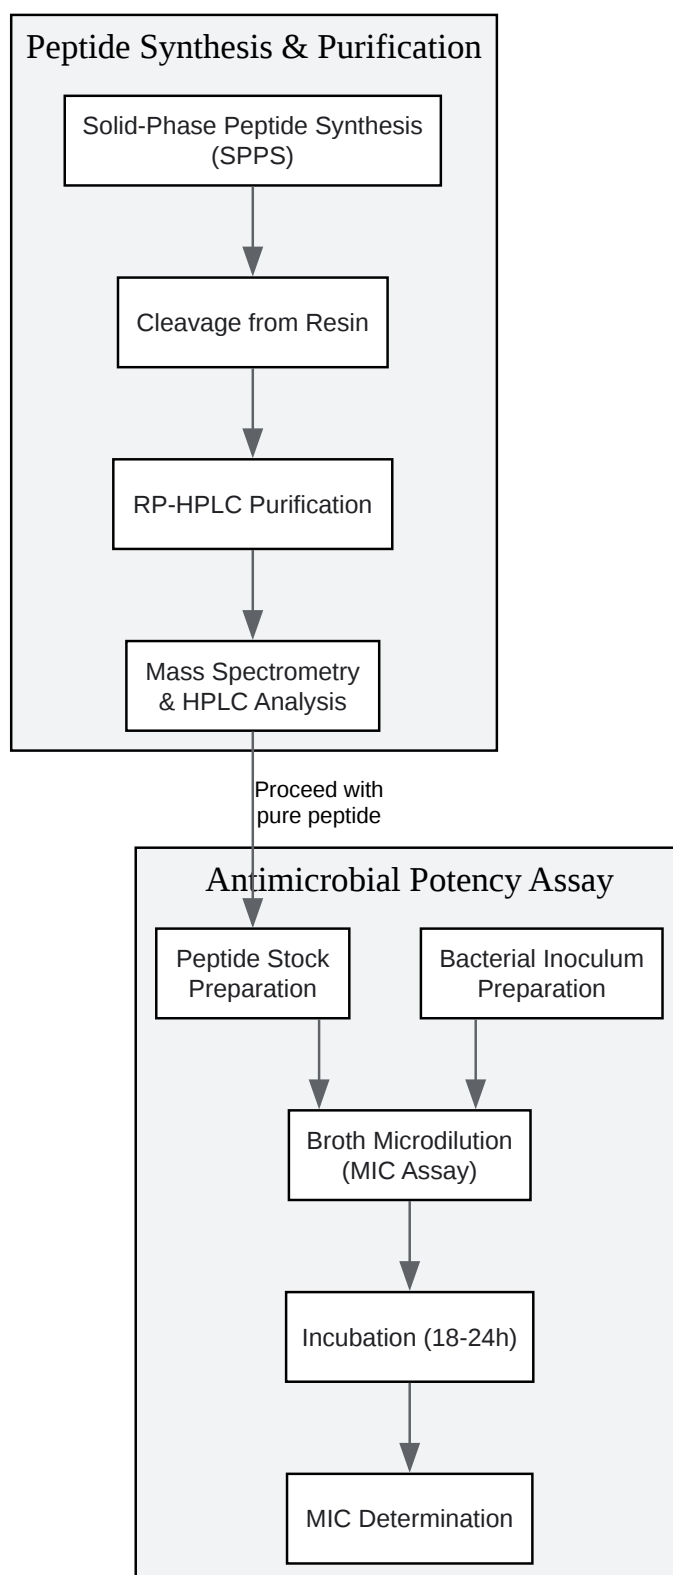 Peptide Synthesis & Purification
Solid-Phase Peptide Synthesis
(SPPS)
Cleavage from Resin
RP-HPLC Purification
Mass Spectrometry
& HPLC Analysis
Proceed with
pure peptide
Antimicrobial Potency Assay
Peptide Stock
Preparation
Bacterial Inoculum
Preparation
Broth Microdilution
(MIC Assay)
Incubation (18-24h)
MIC Determination